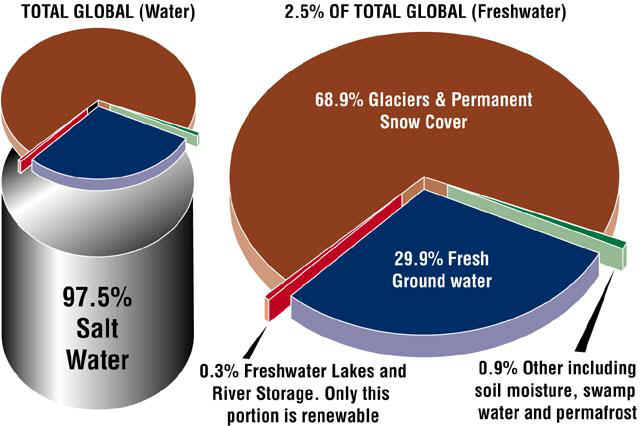 TOTAL GLOBAL (Water)
2.5% OF TOTAL GLOBAL (Freshwater)
68.9% Glaciers & Permanent
Snow Cover
29.9% Fresh
Ground water
97.5%
Salt
Water
0.3% Freshwater Lakes and
River Storage. Only this
portion is renewable
0.9% Other including
soil moisture, swamp
water and permafrost